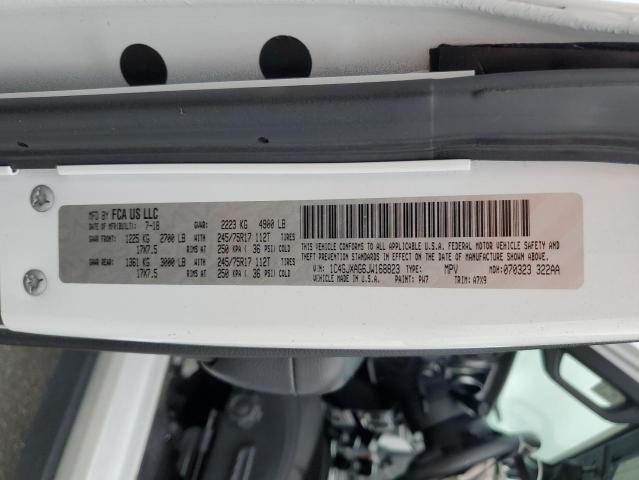 MFD BY FCA US LLC
DATE OF MFR(BUILT): 7-18 GVWR: 2223 KG 4900 LB
GAWR FRONT: 1225 KG 2700 LB WITH 245/75R17 112T TIRES
17X7.5 RIMS AT 250 KPA ( 36 PSI) COLD
GAWR REAR: 1361 KG 3000 LB WITH 245/75R17 112T TIRES
17X7.5 RIMS AT 250 KPA ( 36 PSI) COLD
THIS VEHICLE CONFORMS TO ALL APPLICABLE U.S.A. FEDERAL MOTOR VEHICLE SAFETY AND
THEFT PREVENTION STANDARDS IN EFFECT ON THE DATE OF MANUFACTURE SHOWN ABOVE.
VIN: 1C4GJXAG6JW168823 TYPE: MPV MDH: 070323 322AA
VEHICLE MADE IN U.S.A. PAINT: PW7 TRIM: A7X9